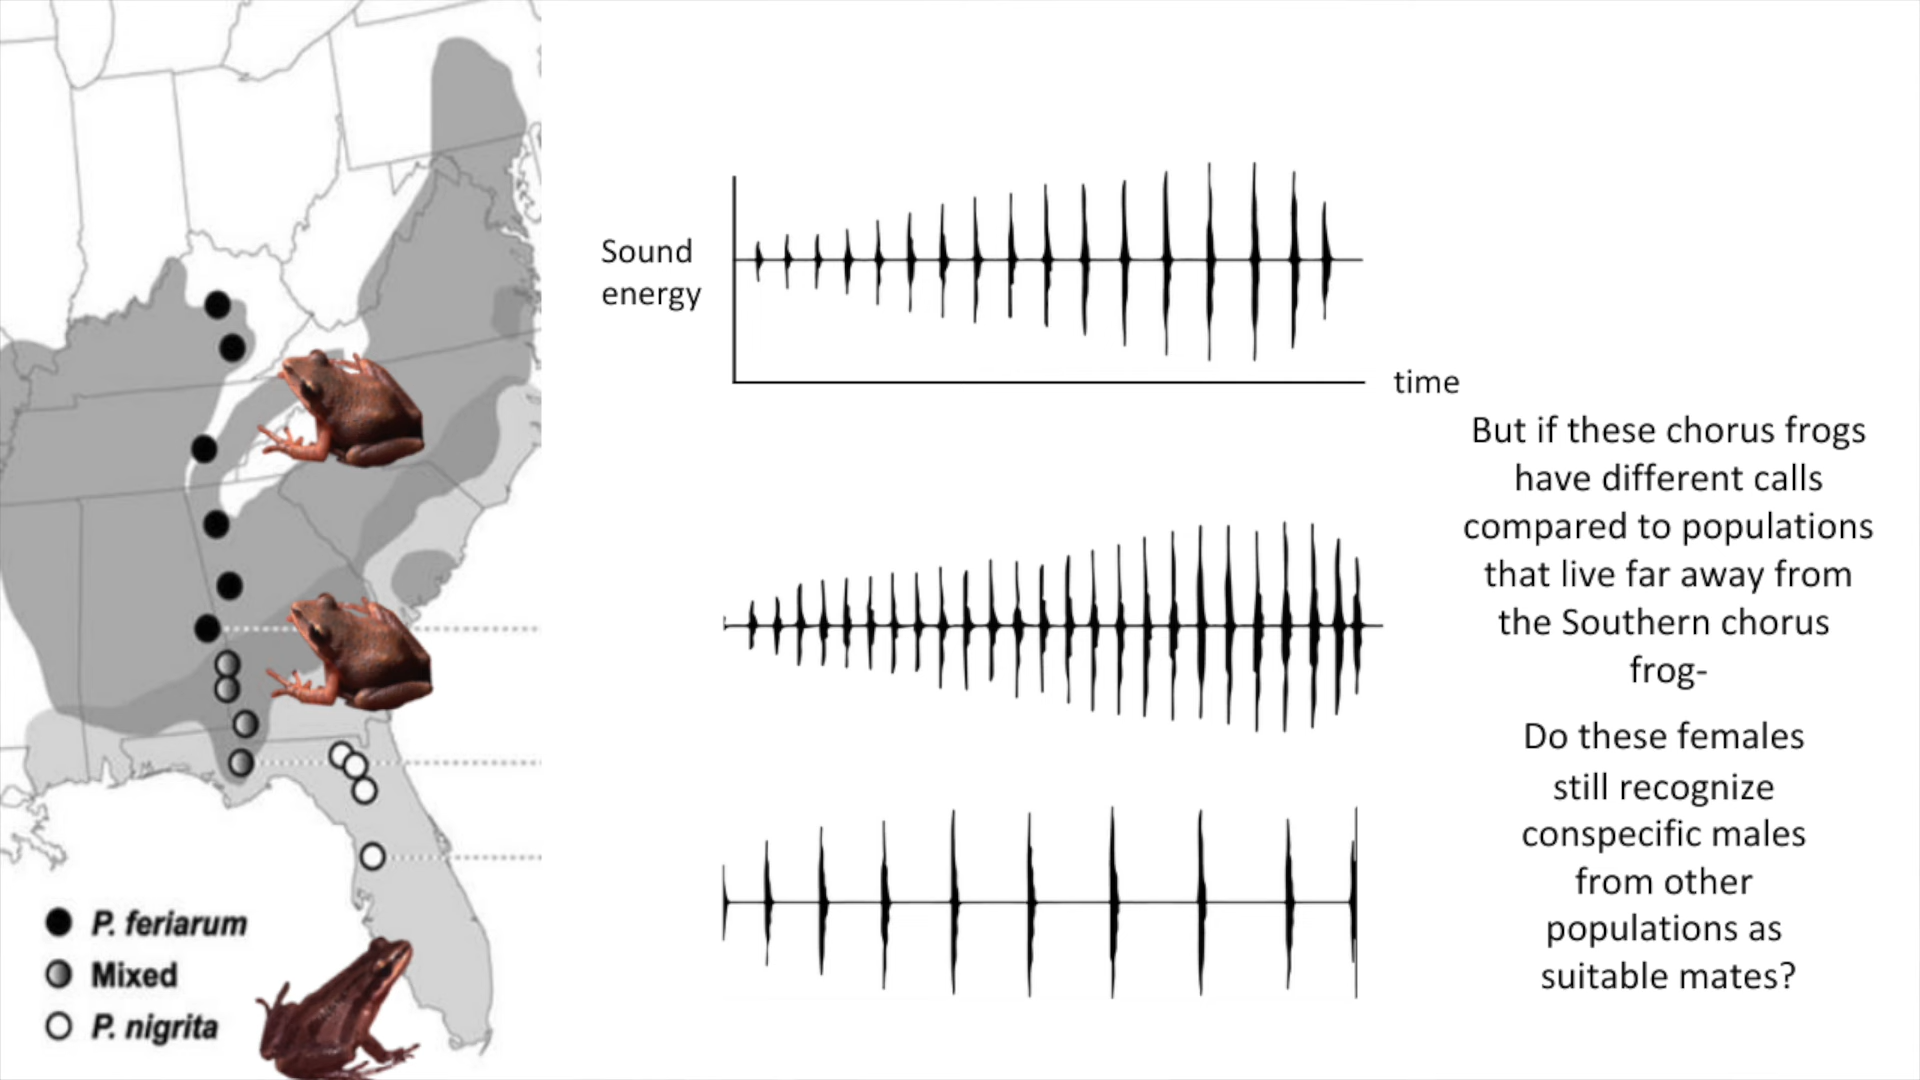 Sound
energy
time
But if these chorus frogs
have different calls
compared to populations
that live far away from
the Southern chorus
frog-
Do these females
still recognize
conspecific males
from other
populations as
suitable mates?
P. feriarum
Mixed
P. nigrita